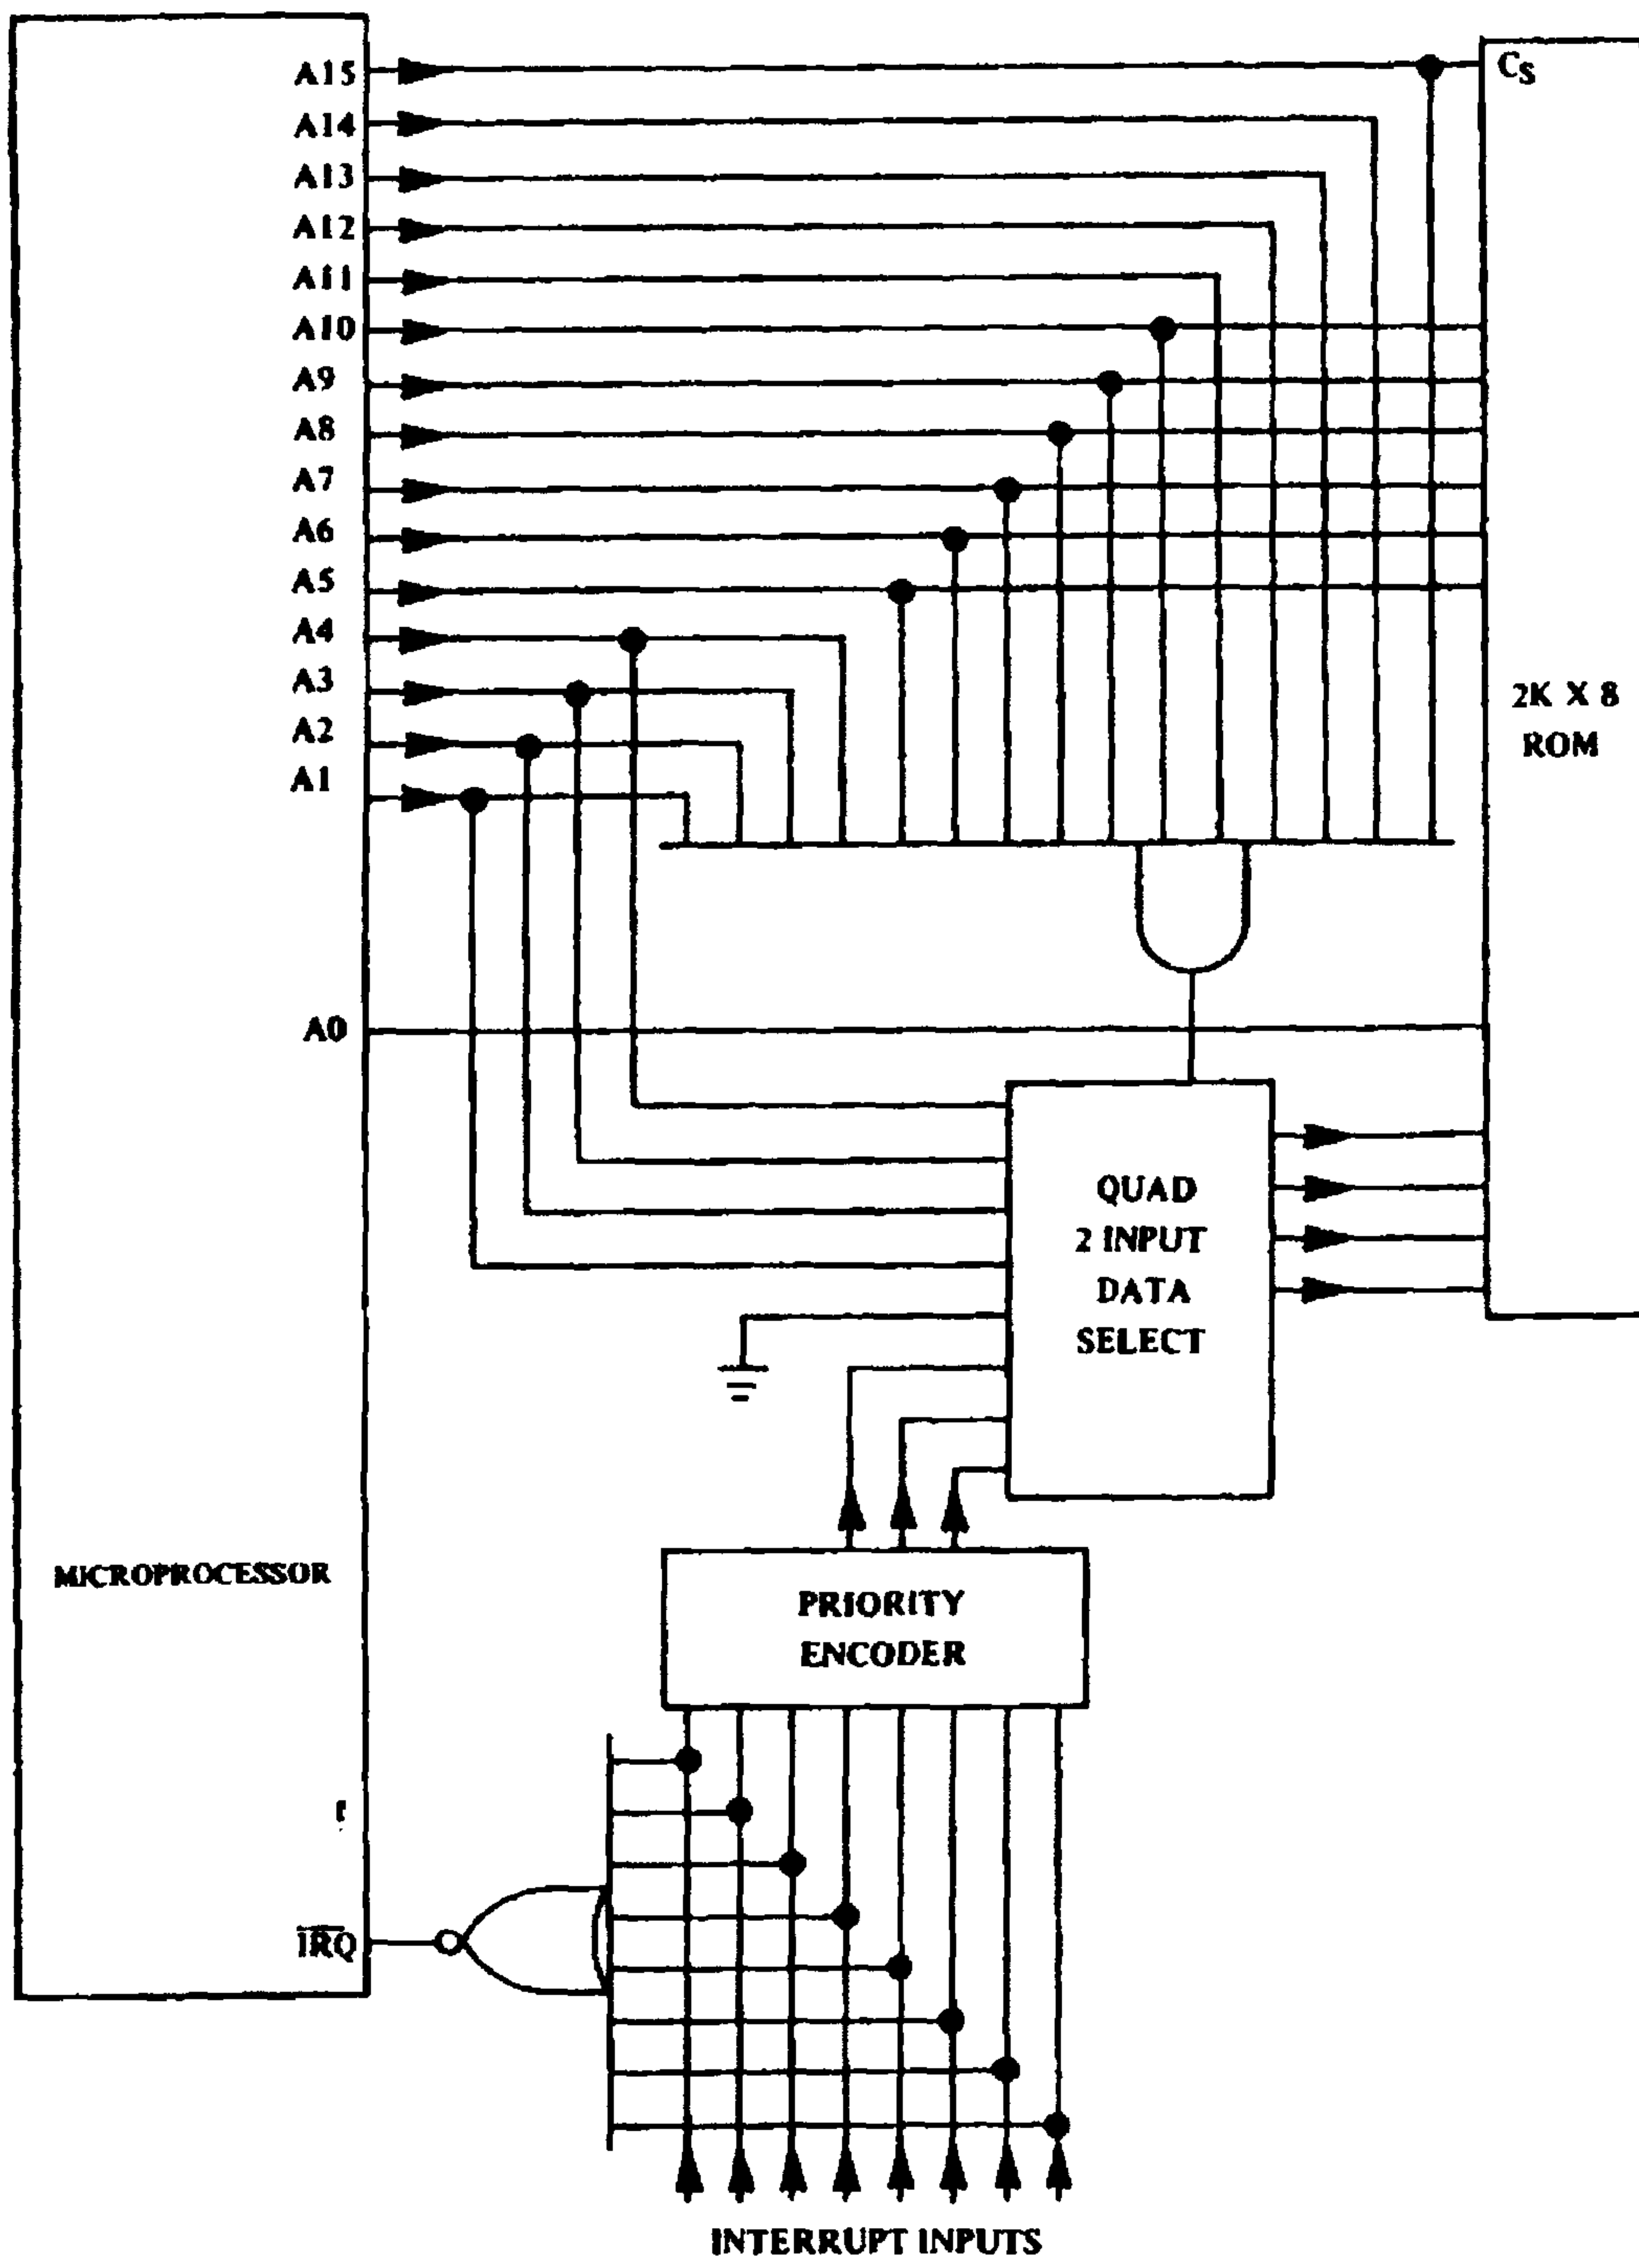 A15
CS
A14
A13
A12
A11
A10
A9
A8
A7
A6
A5
A4
A3
A2
A1
2K X 8
ROM
A0
QUAD
2 INPUT
DATA
SELECT
MICROPROCESSOR
PRIORITY
ENCODER
IRQ
INTERRUPT INPUTS